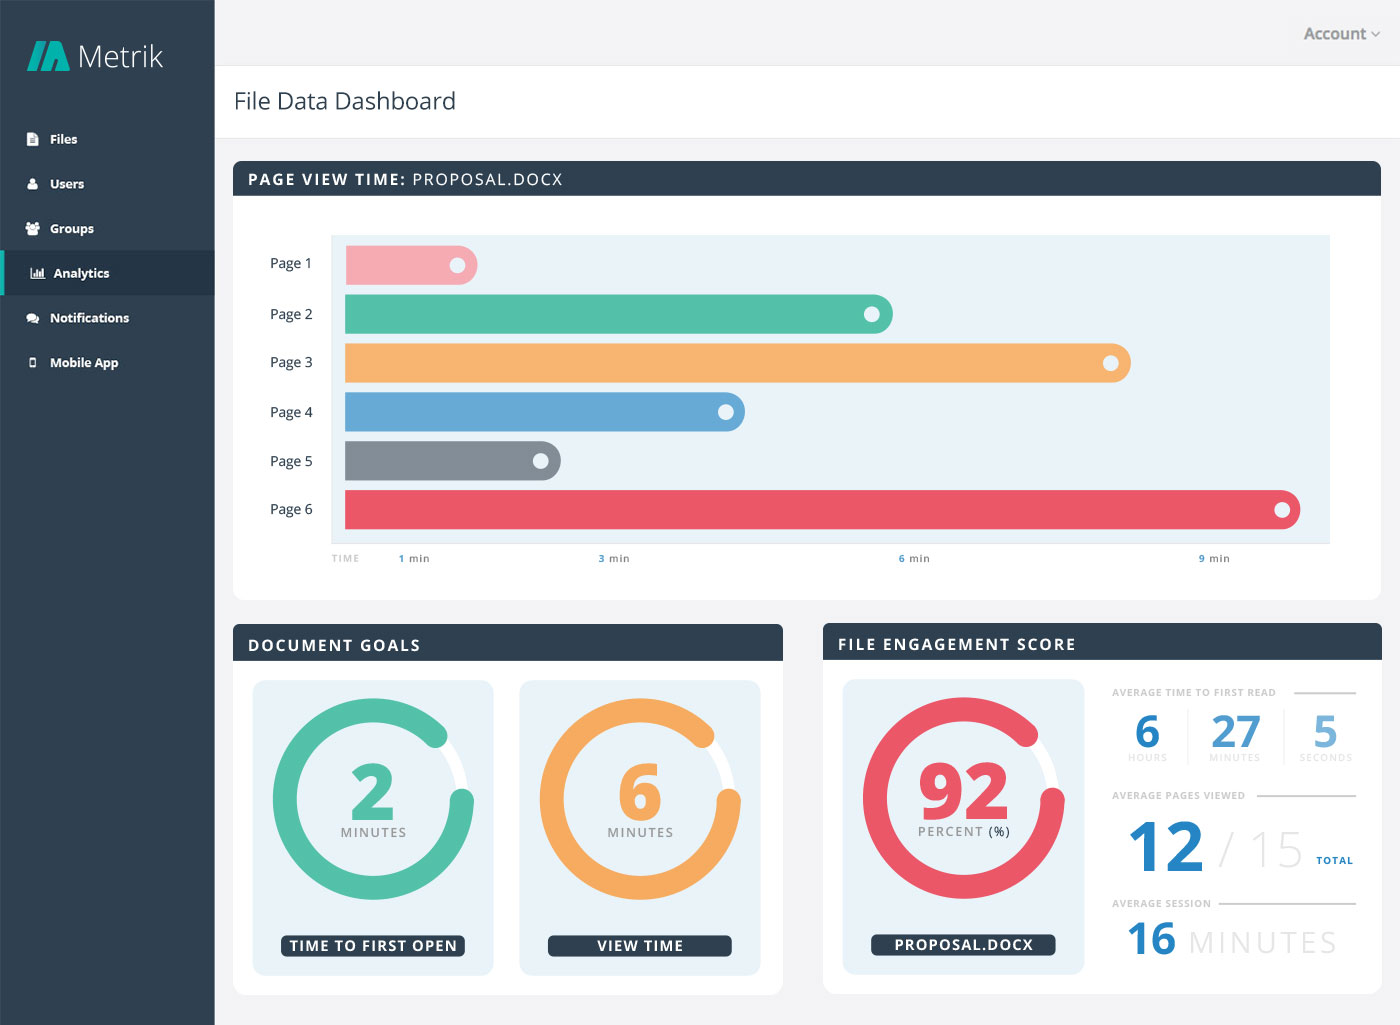 Metrik
Account
File Data Dashboard
Files
Users
Groups
Analytics
Notifications
Mobile App
PAGE VIEW TIME: PROPOSAL.DOCX
Page 1
Page 2
Page 3
Page 4
Page 5
Page 6
TIME 1 min 3 min 6 min 9 min
DOCUMENT GOALS
2
MINUTES
TIME TO FIRST OPEN
6
MINUTES
VIEW TIME
FILE ENGAGEMENT SCORE
92
PERCENT (%)
PROPOSAL.DOCX
AVERAGE TIME TO FIRST READ
6 27 5
HOURS MINUTES SECONDS
AVERAGE PAGES VIEWED
12 / 15 TOTAL
AVERAGE SESSION
16 MINUTES